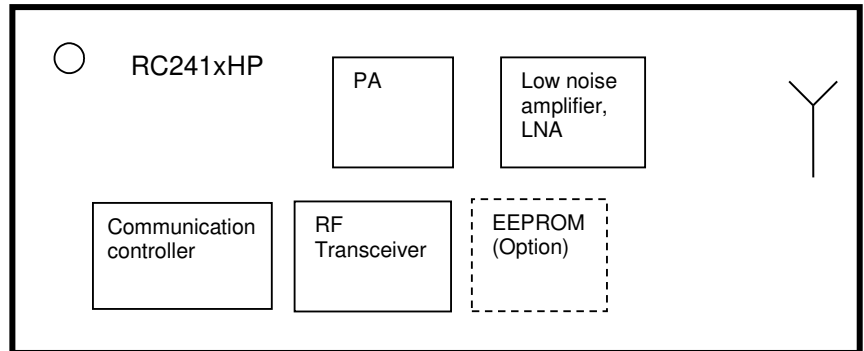 RC241xHP
PA
Low noise
amplifier,
LNA
Communication
controller
RF
Transceiver
EEPROM
(Option)